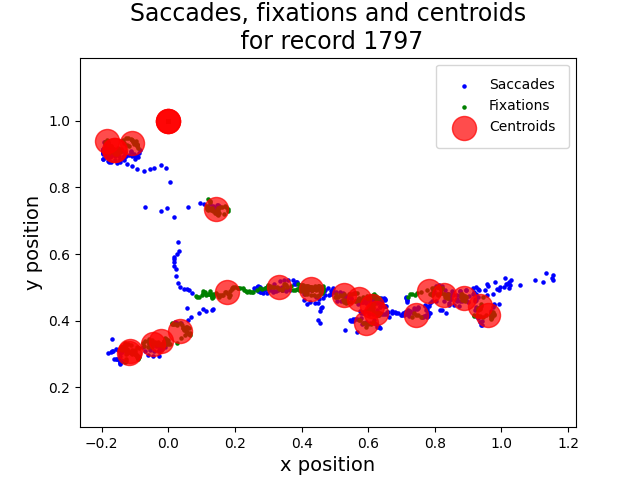 Saccades, fixations and centroids
for record 1797
Saccades
Fixations
Centroids
y position
1.0
0.8
0.6
0.4
0.2
−0.2 0.0 0.2 0.4 0.6 0.8 1.0 1.2
x position